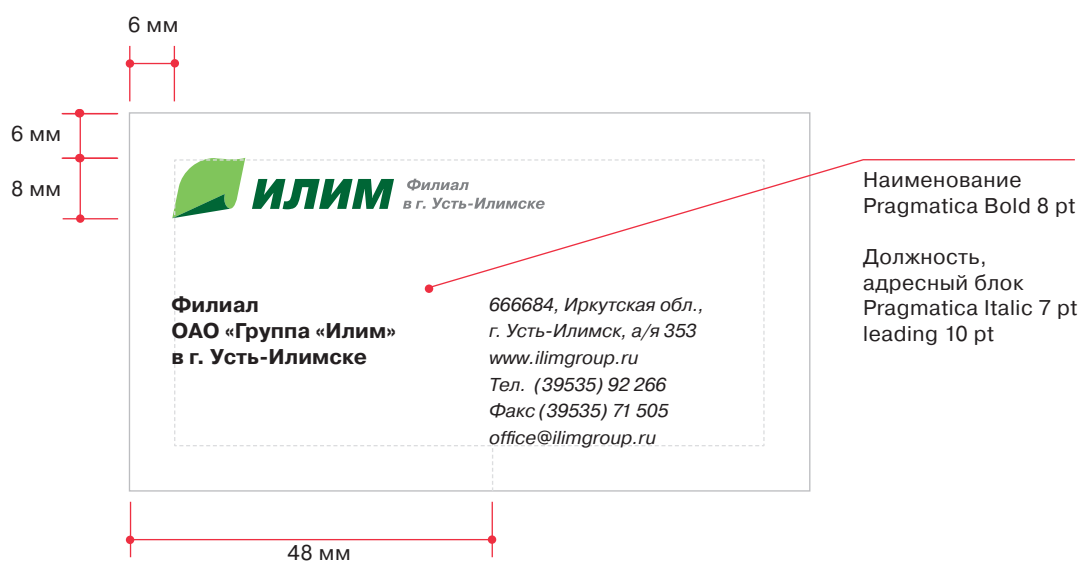 6 мм
6 мм
8 мм
ИЛИМ
Филиал
в г. Усть-Илимске
Филиал
ОАО «Группа «Илим»
в г. Усть-Илимске
666684, Иркутская обл.,
г. Усть-Илимск, а/я 353
www.ilimgroup.ru
Тел. (39535) 92 266
Факс (39535) 71 505
office@ilimgroup.ru
Наименование
Pragmatica Bold 8 pt
Должность,
адресный блок
Pragmatica Italic 7 pt
leading 10 pt
48 мм